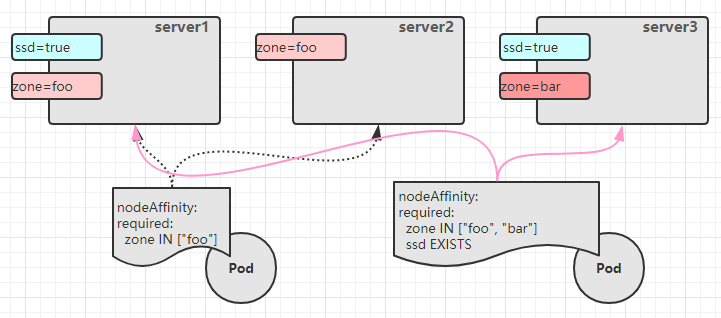 server1
ssd=true
zone=foo
server2
zone=foo
server3
ssd=true
zone=bar
nodeAffinity:
required:
zone IN ["foo"]
Pod
nodeAffinity:
required:
zone IN ["foo", "bar"]
ssd EXISTS
Pod